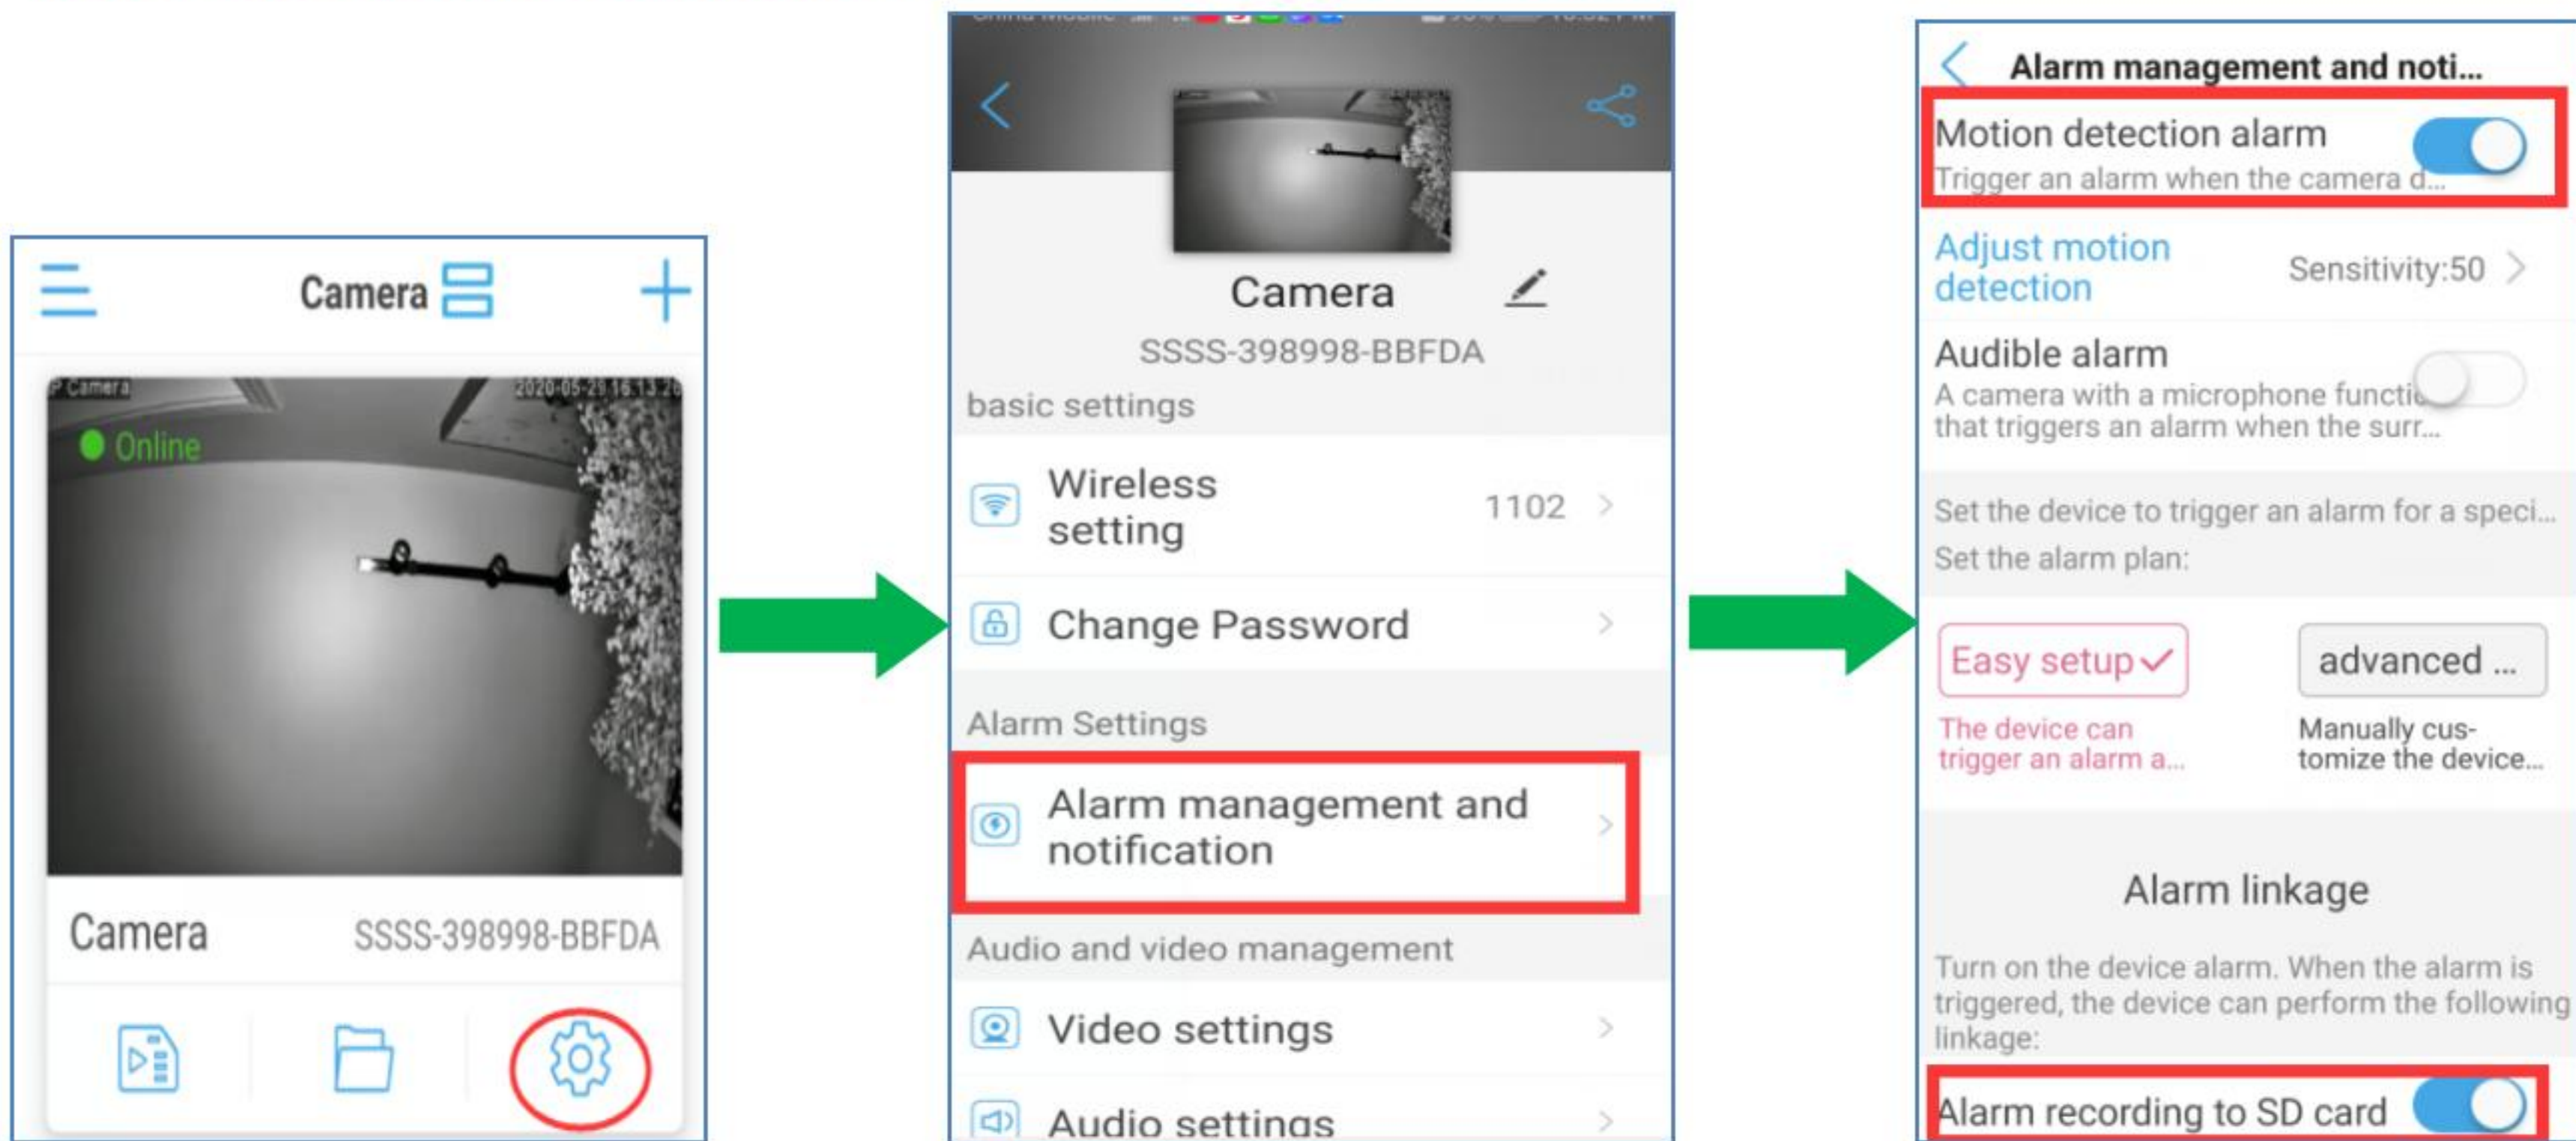 Camera
P Camera
2020-05-29 16:13:28
Online
Camera SSSS-398998-BBFDA
China Mobile
Camera
SSSS-398998-BBFDA
basic settings
Wireless
setting
1102
Change Password
Alarm Settings
Alarm management and
notification
Audio and video management
Video settings
Audio settings
Alarm management and noti...
Motion detection alarm
Trigger an alarm when the camera d...
Adjust motion
detection
Sensitivity:50
Audible alarm
A camera with a microphone functi
that triggers an alarm when the surr...
Set the device to trigger an alarm for a speci...
Set the alarm plan:
Easy setup
The device can
trigger an alarm a...
advanced ...
Manually cus-
tomize the device...
Alarm linkage
Turn on the device alarm. When the alarm is
triggered, the device can perform the following
linkage:
Alarm recording to SD card